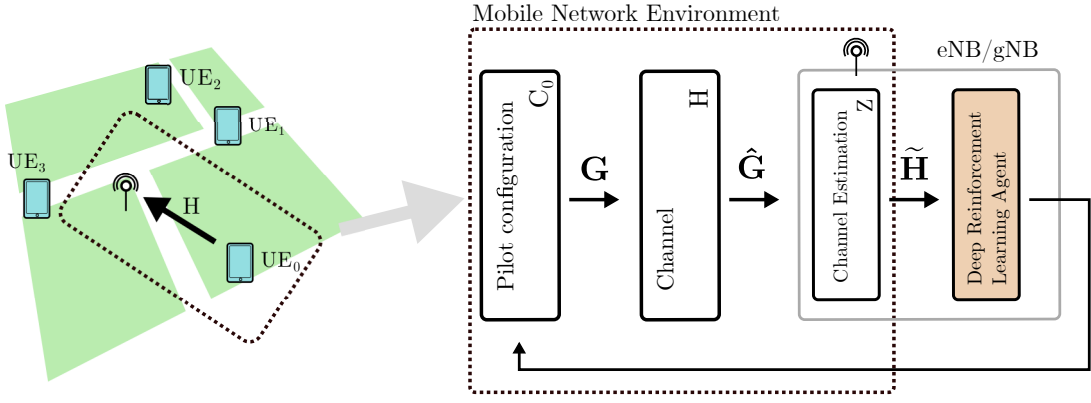 Mobile Network Environment
eNB/gNB
UE₂
UE₁
UE₃
H
UE₀
Pilot configuration
C₀
G
Channel
H
Ĝ
Channel Estimation
Z
H̃
Deep Reinforcement
Learning Agent